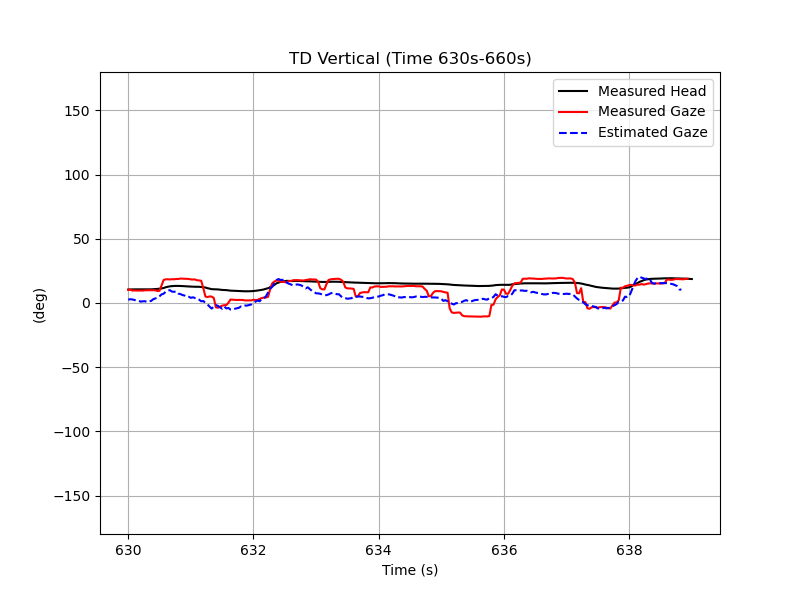 TD Vertical (Time 630s-660s)
Measured Head
Measured Gaze
Estimated Gaze
150
100
50
0
−50
−100
−150
(deg)
630
632
634
636
638
Time (s)